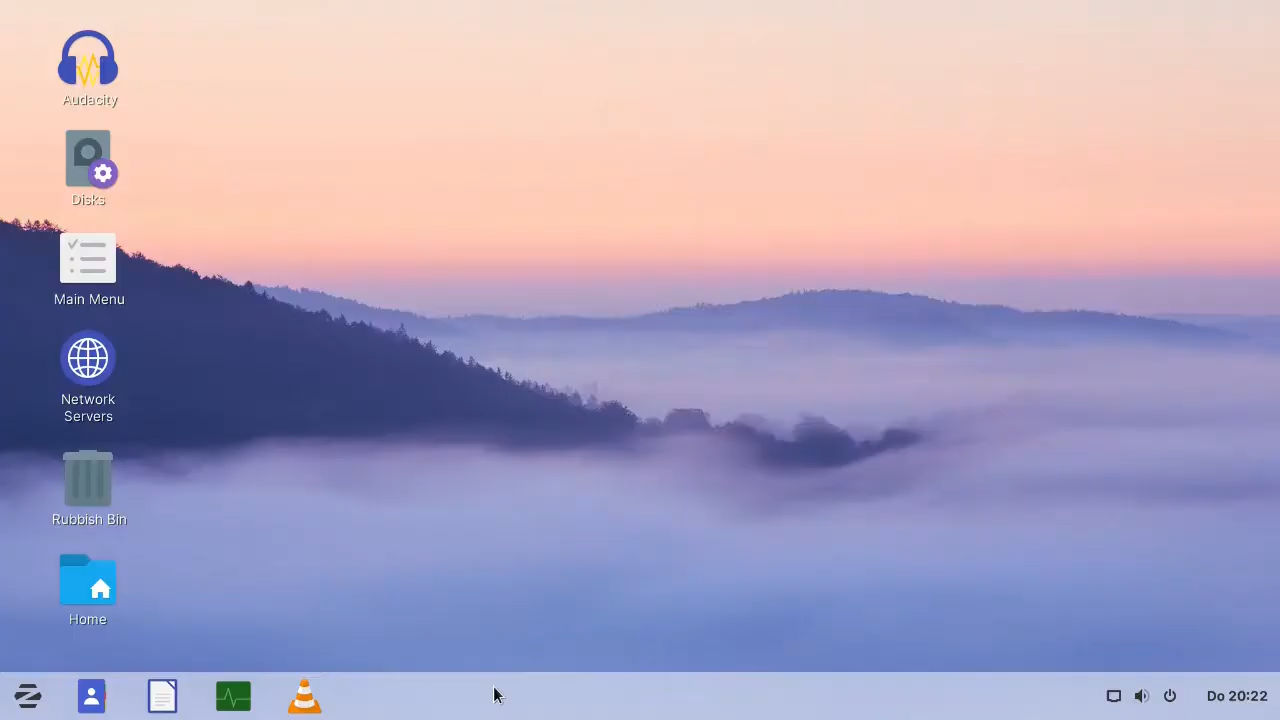 Audacity
Disks
Main Menu
Network
Servers
Rubbish Bin
Home
Do 20:22